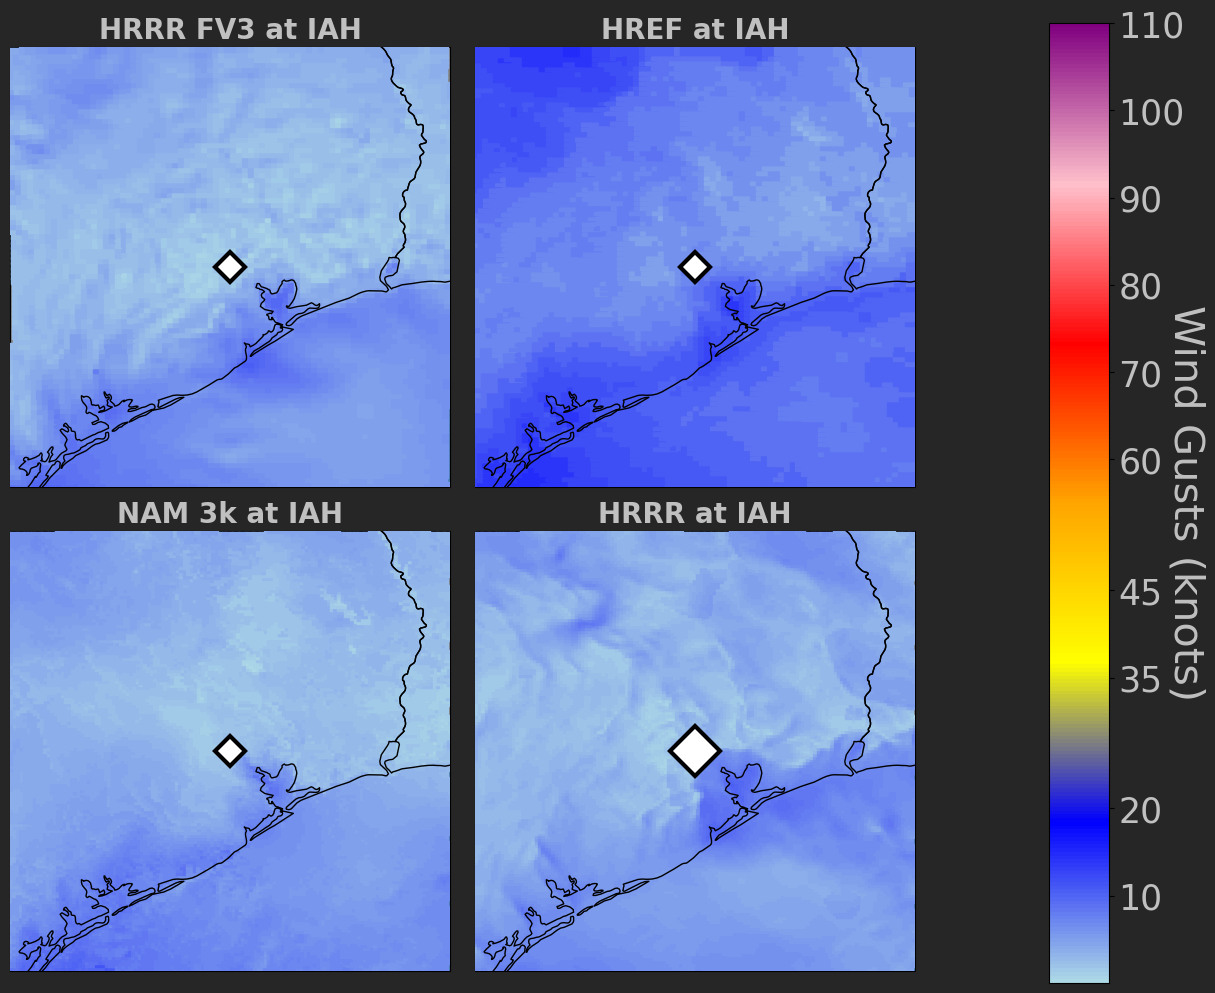 HRRR FV3 at IAH
HREF at IAH
NAM 3k at IAH
HRRR at IAH
110
100
90
80
70
60
45
35
20
10
Wind Gusts (knots)